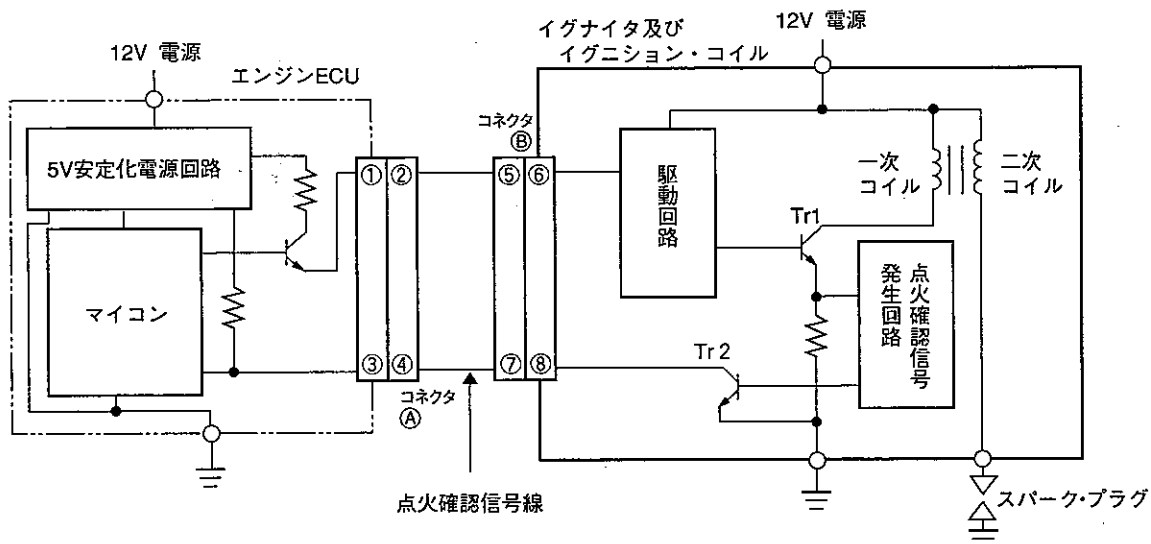 12V 電源
エンジンECU
5V安定化電源回路
マイコン
①
②
③
④
コネクタ
Ⓐ
コネクタ
Ⓑ
⑤
⑥
⑦
⑧
点火確認信号線
イグナイタ及び
イグニション・コイル
12V 電源
駆動回路
Tr1
Tr2
一次
コイル
二次
コイル
点火確認信号
発生回路
スパーク・プラグ